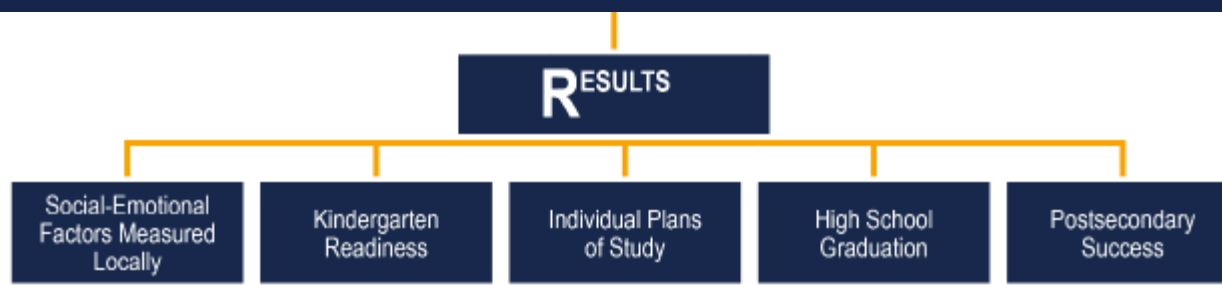 RESULTS
Social-Emotional
Factors Measured
Locally
Kindergarten
Readiness
Individual Plans
of Study
High School
Graduation
Postsecondary
Success